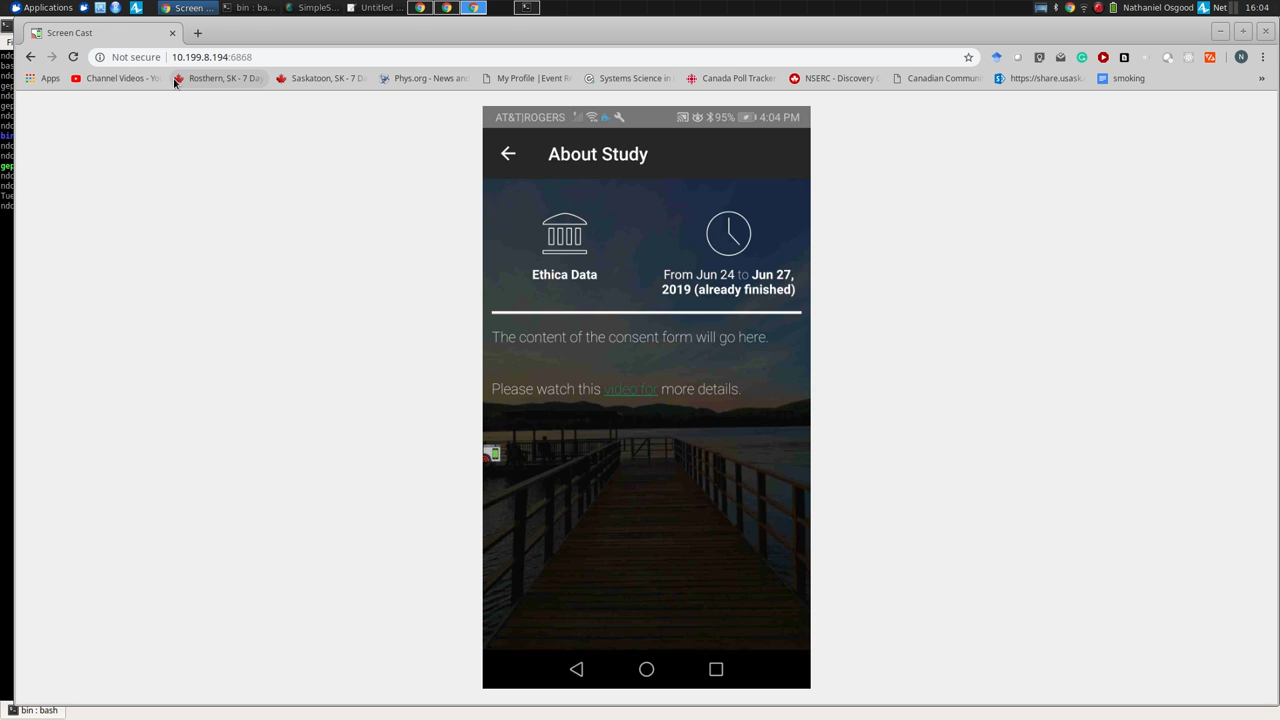 Applications
Screen ...
bin : ba...
SimpleS...
Untitled ...
Nathaniel Osgood
Net
16:04
Screen Cast
Not secure
10.199.8.194:6868
Apps
Channel Videos - Yo
Rosthern, SK - 7 Day
Saskatoon, SK - 7 Da
Phys.org - News and
My Profile | Event R
Systems Science in
Canada Poll Tracker
NSERC - Discovery
Canadian Commun
https://share.usask
smoking
»
AT&T|ROGERS
95%
4:04 PM
About Study
Ethica Data
From Jun 24 to Jun 27,
2019 (already finished)
The content of the consent form will go here.
Please watch this video for more details.
bin : bash